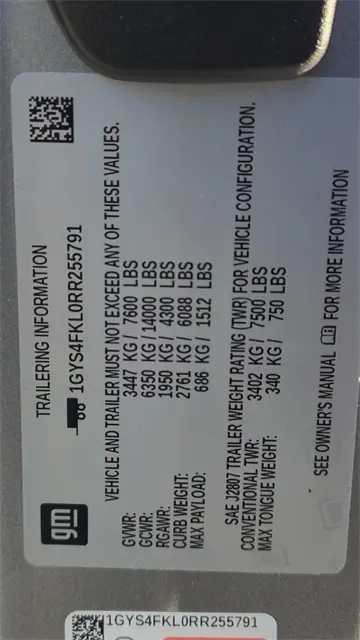 gm
TRAILERING INFORMATION
1GYS4FKL0RR255791
VEHICLE AND TRAILER MUST NOT EXCEED ANY OF THESE VALUES.
GVWR: 3447 KG / 7600 LBS
GCWR: 6350 KG / 14000 LBS
RGAWR: 1950 KG / 4300 LBS
CURB WEIGHT: 2761 KG / 6088 LBS
MAX PAYLOAD: 686 KG / 1512 LBS
SAE J2807 TRAILER WEIGHT RATING (TWR) FOR VEHICLE CONFIGURATION.
CONVENTIONAL TWR: 3402 KG / 7500 LBS
MAX TONGUE WEIGHT: 340 KG / 750 LBS
SEE OWNER'S MANUAL FOR MORE INFORMATION
1GYS4FKL0RR255791